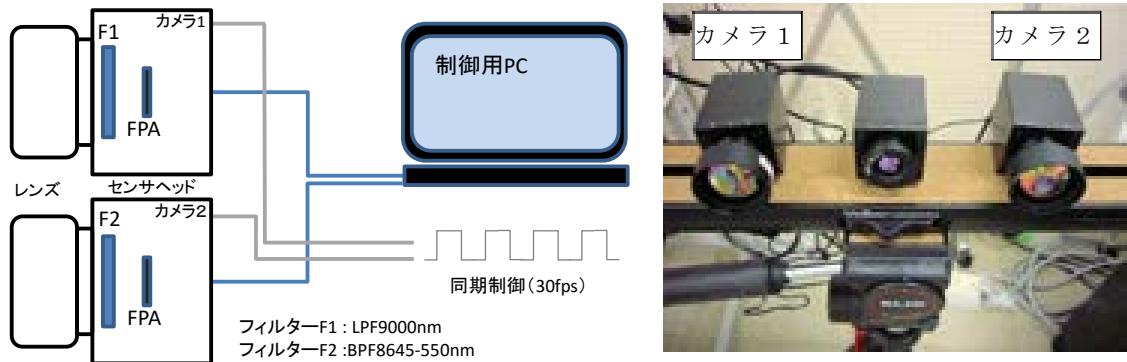 カメラ1
F1
FPA
制御用PC
レンズ
センサヘッド
カメラ2
F2
FPA
同期制御(30fps)
フィルターF1 : LPF9000nm
フィルターF2 :BPF8645-550nm
カメラ１
カメラ２